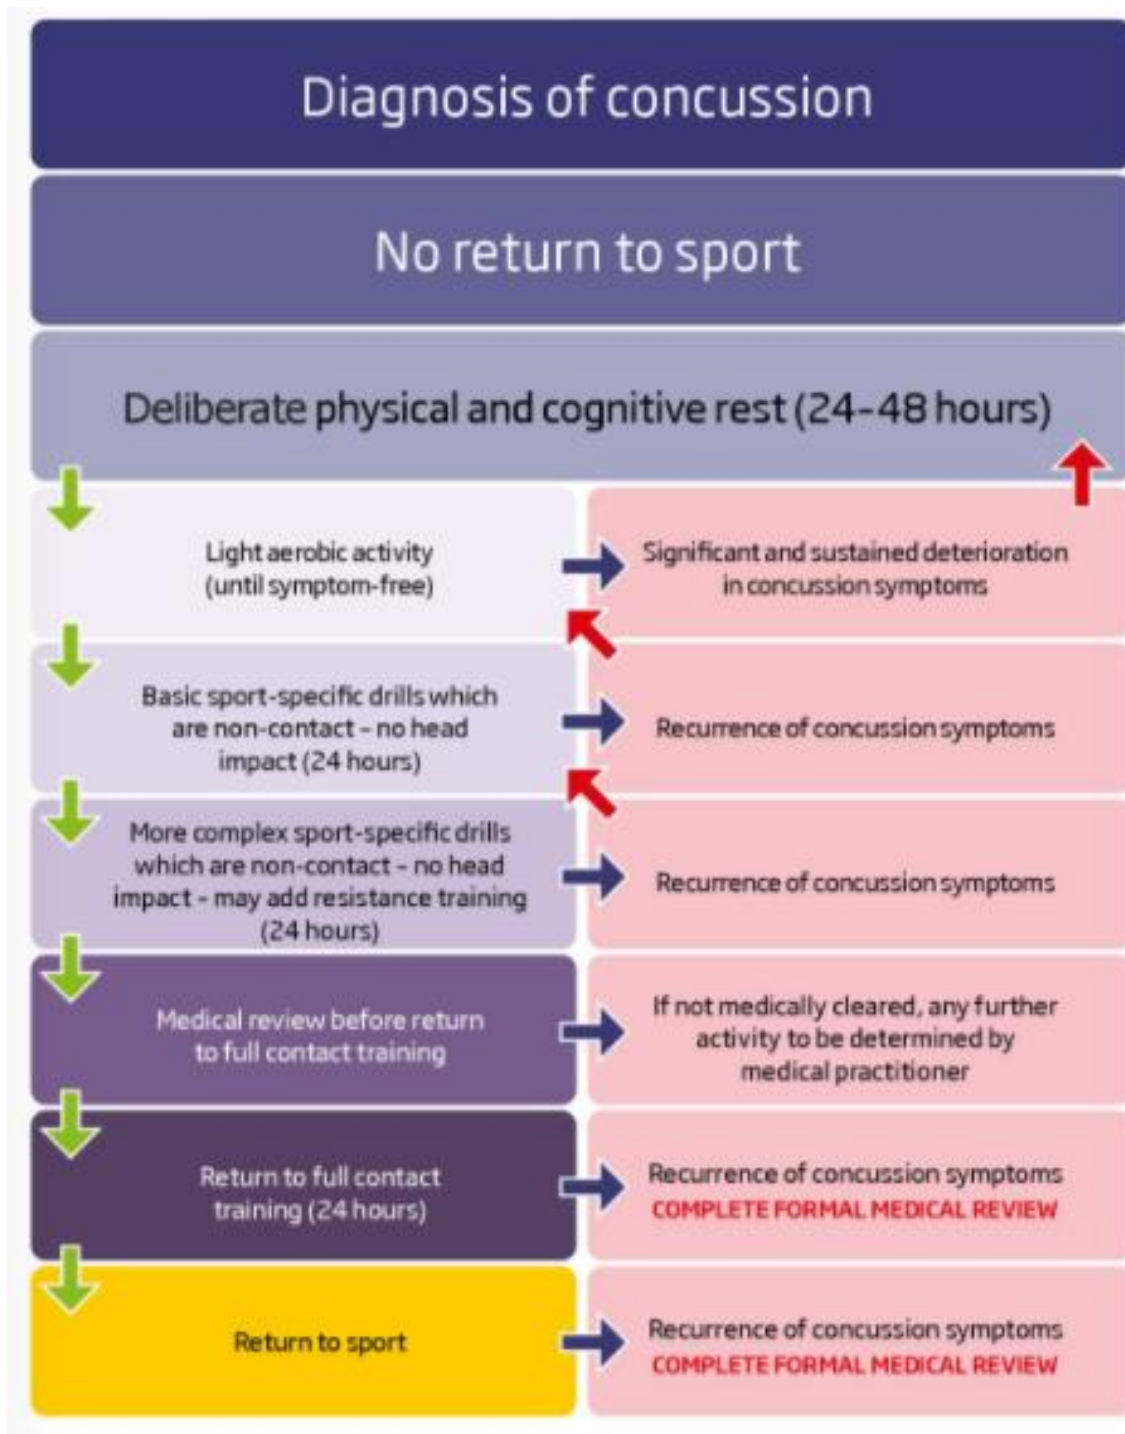 Diagnosis of concussion
No return to sport
Deliberate physical and cognitive rest (24–48 hours)
Light aerobic activity
(until symptom-free)
Significant and sustained deterioration
in concussion symptoms
Basic sport-specific drills which
are non-contact – no head
impact (24 hours)
Recurrence of concussion symptoms
More complex sport-specific drills
which are non-contact – no head
impact – may add resistance training
(24 hours)
Recurrence of concussion symptoms
Medical review before return
to full contact training
If not medically cleared, any further
activity to be determined by
medical practitioner
Return to full contact
training (24 hours)
Recurrence of concussion symptoms
COMPLETE FORMAL MEDICAL REVIEW
Return to sport
Recurrence of concussion symptoms
COMPLETE FORMAL MEDICAL REVIEW